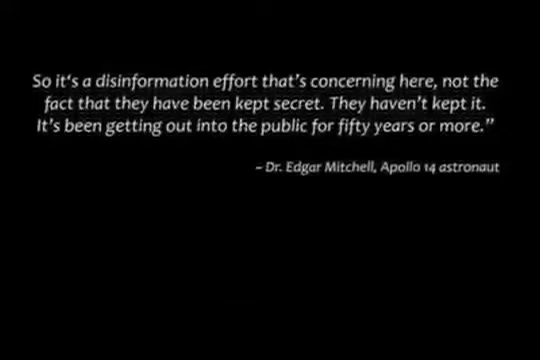 So it's a disinformation effort that's concerning here, not the
fact that they have been kept secret. They haven't kept it.
It's been getting out into the public for fifty years or more.”
~ Dr. Edgar Mitchell, Apollo 14 astronaut